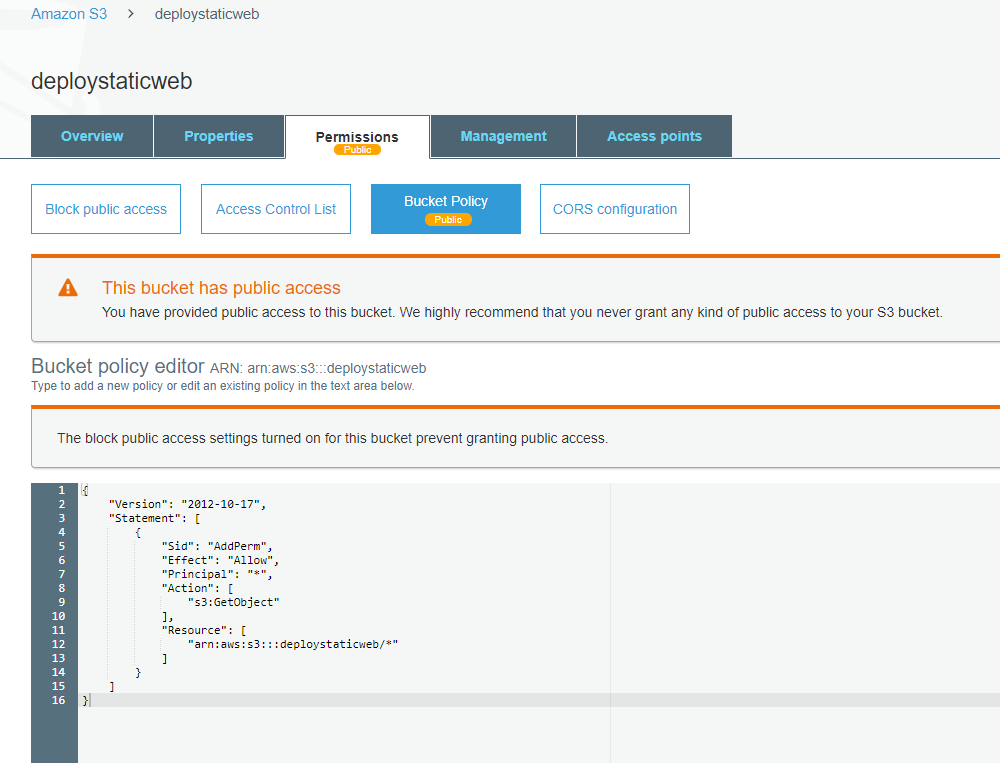 Amazon S3 > deploystaticweb
deploystaticweb
Overview Properties Permissions Management Access points
Public
Block public access Access Control List Bucket Policy CORS configuration
Public
This bucket has public access
You have provided public access to this bucket. We highly recommend that you never grant any kind of public access to your S3 bucket.
Bucket policy editor ARN: arn:aws:s3:::deploystaticweb
Type to add a new policy or edit an existing policy in the text area below.
The block public access settings turned on for this bucket prevent granting public access.
1 {
2 "Version": "2012-10-17",
3 "Statement": [
4 {
5 "Sid": "AddPerm",
6 "Effect": "Allow",
7 "Principal": "*",
8 "Action": [
9 "s3:GetObject"
10 ],
11 "Resource": [
12 "arn:aws:s3:::deploystaticweb/*"
13 ]
14 }
15 ]
16 }